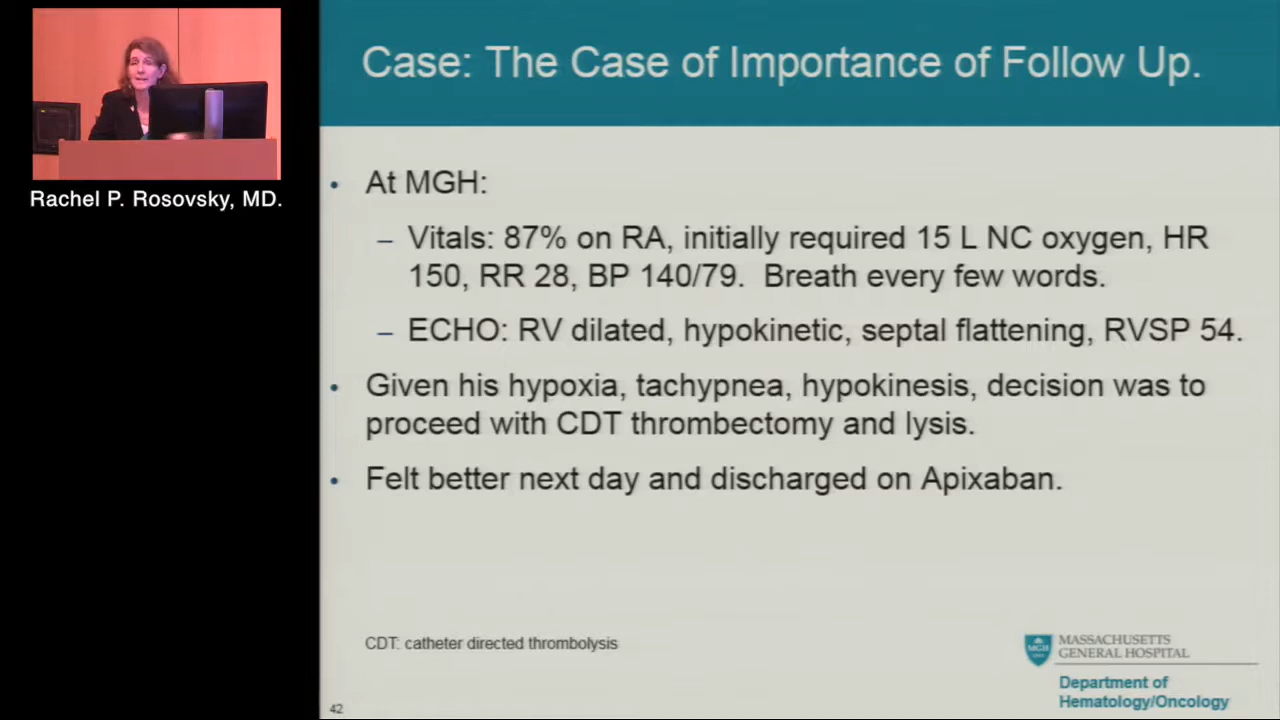 Case: The Case of Importance of Follow Up.
Rachel P. Rosovsky, MD.
• At MGH:
– Vitals: 87% on RA, initially required 15 L NC oxygen, HR
150, RR 28, BP 140/79. Breath every few words.
– ECHO: RV dilated, hypokinetic, septal flattening, RVSP 54.
• Given his hypoxia, tachypnea, hypokinesis, decision was to
proceed with CDT thrombectomy and lysis.
• Felt better next day and discharged on Apixaban.
CDT: catheter directed thrombolysis
MGH
MASSACHUSETTS
GENERAL HOSPITAL
Department of
Hematology/Oncology
42